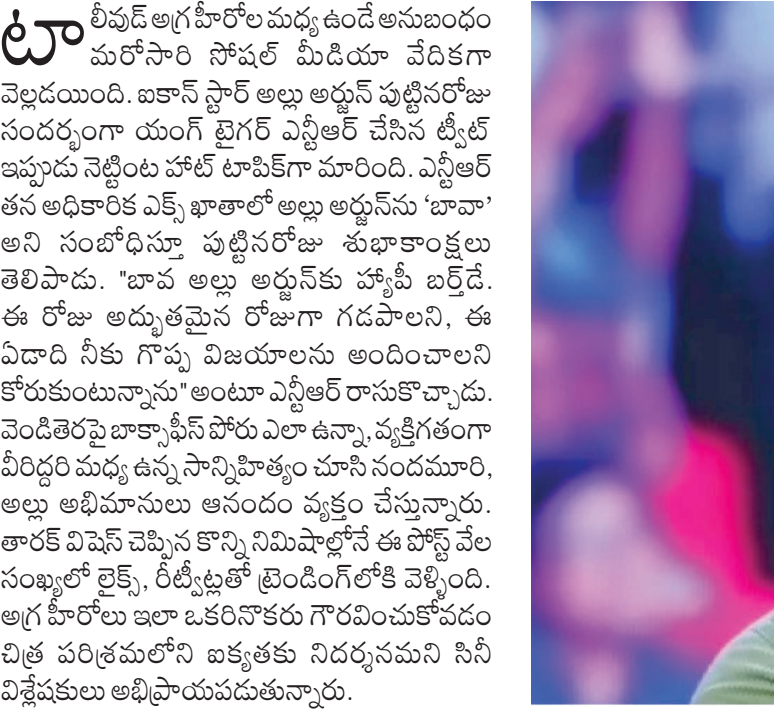 టాలీవుడ్ అగ్ర హీరోల మధ్య ఉండే అనుబంధం
మరోసారి సోషల్ మీడియా వేదికగా
వెల్లడయింది. ఐకాన్ స్టార్ అల్లు అర్జున్ పుట్టినరోజు
సందర్భంగా యంగ్ టైగర్ ఎన్టీఆర్ చేసిన ట్వీట్
ఇప్పుడు నెట్టింట హాట్ టాపిక్‌గా మారింది. ఎన్టీఆర్
తన అధికారిక ఎక్స్ ఖాతాలో అల్లు అర్జున్‌ను ‘బావా’
అని సంబోధిస్తూ పుట్టినరోజు శుభాకాంక్షలు
తెలిపాడు. "బావ అల్లు అర్జున్‌కు హ్యాపీ బర్త్‌డే.
ఈ రోజు అద్భుతమైన రోజుగా గడపాలని, ఈ
ఏడాది నీకు గొప్ప విజయాలను అందించాలని
కోరుకుంటున్నాను" అంటూ ఎన్టీఆర్ రాసుకొచ్చాడు.
వెండితెరపై బాక్సాఫీస్ పోరు ఎలా ఉన్నా, వ్యక్తిగతంగా
వీరిద్దరి మధ్య ఉన్న సాన్నిహిత్యం చూసి నందమూరి,
అల్లు అభిమానులు ఆనందం వ్యక్తం చేస్తున్నారు.
తారక్ విషెస్ చెప్పిన కొన్ని నిమిషాల్లోనే ఈ పోస్ట్ వేల
సంఖ్యలో లైక్స్, రీట్వీట్లతో ట్రెండింగ్‌లోకి వెళ్ళింది.
అగ్ర హీరోలు ఇలా ఒకరినొకరు గౌరవించుకోవడం
చిత్ర పరిశ్రమలోని ఐక్యతకు నిదర్శనమని సినీ
విశ్లేషకులు అభిప్రాయపడుతున్నారు.